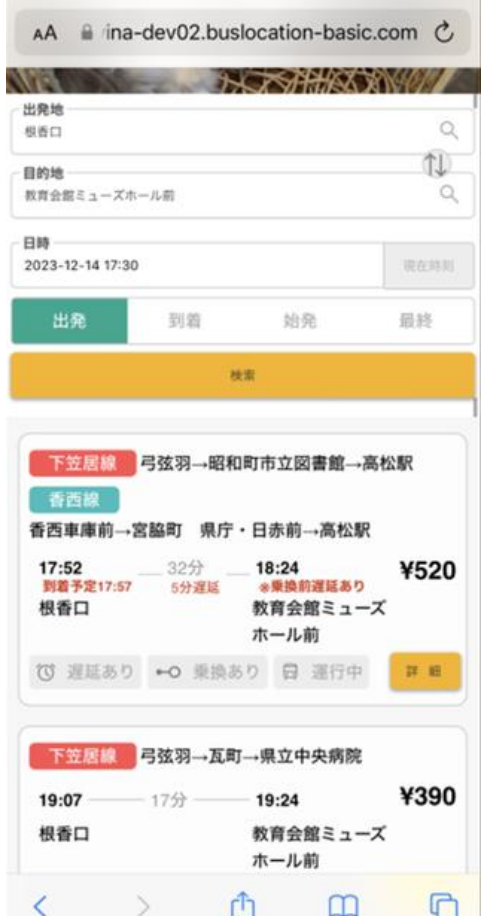 AA ina-dev02.buslocation-basic.com
出発地
根香口
目的地
教育会館ミューズホール前
日時
2023-12-14 17:30 現在時刻
出発 到着 始発 最終
検索
下笠居線 弓弦羽→昭和町市立図書館→高松駅
香西線
香西車庫前→宮脇町 県庁・日赤前→高松駅
17:52 32分 18:24 ¥520
到着予定17:57 5分遅延 ※乗換前遅延あり
根香口 教育会館ミューズ
ホール前
遅延あり 乗換あり 運行中 詳細
下笠居線 弓弦羽→瓦町→県立中央病院
19:07 17分 19:24 ¥390
根香口 教育会館ミューズ
ホール前